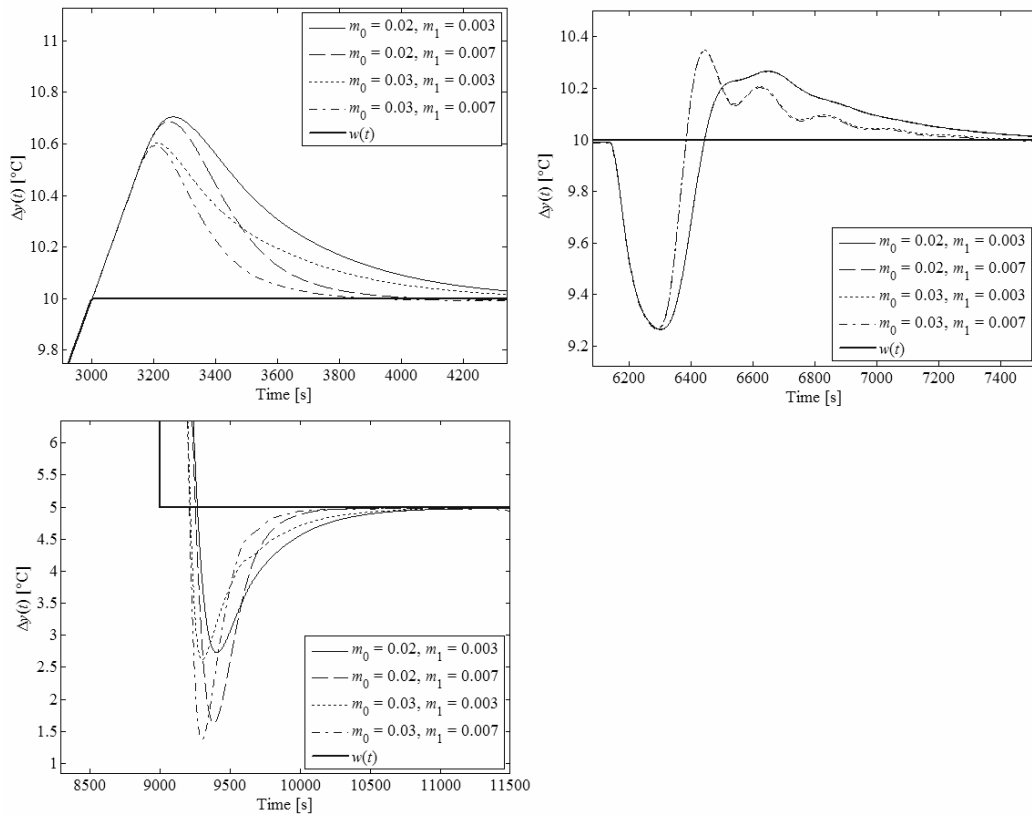 11
10.8
10.6
10.4
10.2
10
9.8
Δy(t) [°C]
3000 3200 3400 3600 3800 4000 4200
Time [s]
m0 = 0.02, m1 = 0.003
m0 = 0.02, m1 = 0.007
m0 = 0.03, m1 = 0.003
m0 = 0.03, m1 = 0.007
w(t)
10.4
10.2
10
9.8
9.6
9.4
9.2
Δy(t) [°C]
6200 6400 6600 6800 7000 7200 7400
Time [s]
m0 = 0.02, m1 = 0.003
m0 = 0.02, m1 = 0.007
m0 = 0.03, m1 = 0.003
m0 = 0.03, m1 = 0.007
w(t)
6
5.5
5
4.5
4
3.5
3
2.5
2
1.5
1
Δy(t) [°C]
8500 9000 9500 10000 10500 11000 11500
Time [s]
m0 = 0.02, m1 = 0.003
m0 = 0.02, m1 = 0.007
m0 = 0.03, m1 = 0.003
m0 = 0.03, m1 = 0.007
w(t)